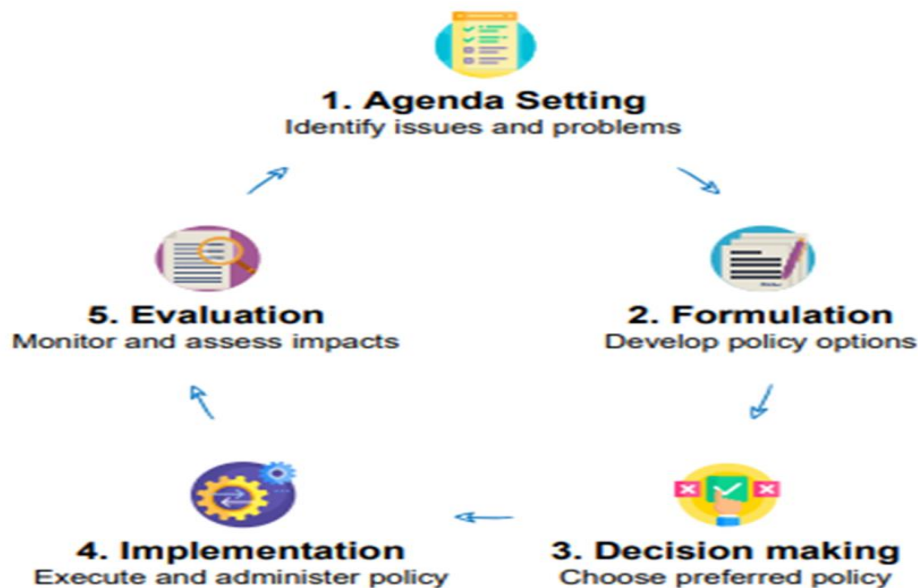 1. Agenda Setting
Identify issues and problems
2. Formulation
Develop policy options
3. Decision making
Choose preferred policy
4. Implementation
Execute and administer policy
5. Evaluation
Monitor and assess impacts